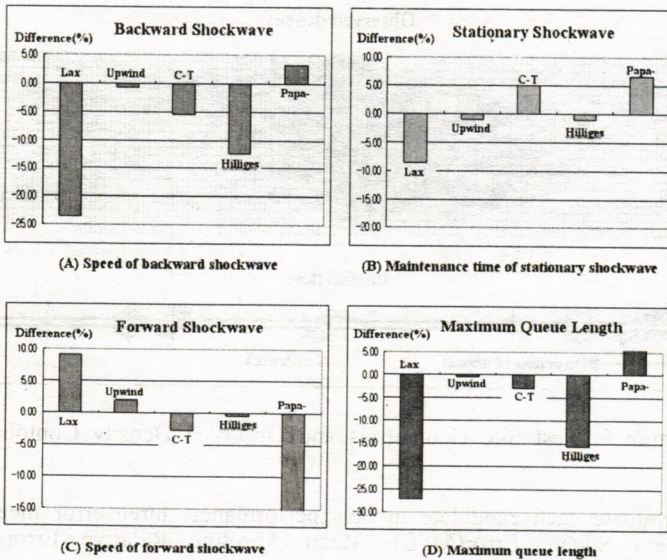 Backward Shockwave
Difference(%)
5.00
0.00
-5.00
-10.00
-15.00
-20.00
-25.00
Lax
Upwind
C-T
Hilliges
Papa-
(A) Speed of backward shockwave
Stationary Shockwave
Difference(%)
10.00
5.00
0.00
-5.00
-10.00
-15.00
-20.00
Lax
Upwind
C-T
Hilliges
Papa-
(B) Maintenance time of stationary shockwave
Forward Shockwave
Difference(%)
10.00
5.00
0.00
-5.00
-10.00
-15.00
Lax
Upwind
C-T
Hilliges
Papa-
(C) Speed of forward shockwave
Maximum Queue Length
Difference(%)
5.00
0.00
-5.00
-10.00
-15.00
-20.00
-25.00
-30.00
Lax
Upwind
C-T
Hilliges
Papa-
(D) Maximum queue length